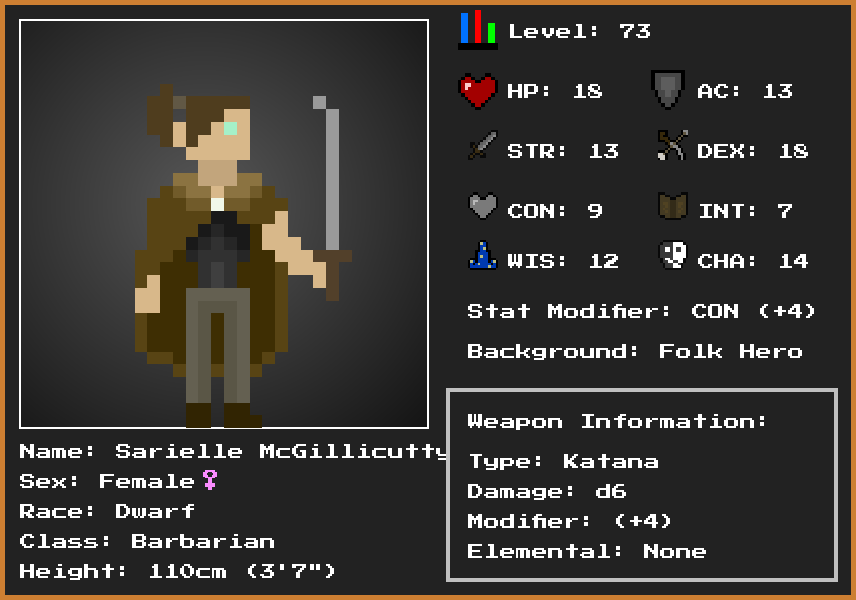 Level: 73
HP: 18
AC: 13
STR: 13
DEX: 18
CON: 9
INT: 7
WIS: 12
CHA: 14
Stat Modifier: CON (+4)
Background: Folk Hero
Name: Sarielle McGillicutty
Sex: Female♀
Race: Dwarf
Class: Barbarian
Height: 110cm (3'7")
Weapon Information:
Type: Katana
Damage: d6
Modifier: (+4)
Elemental: None